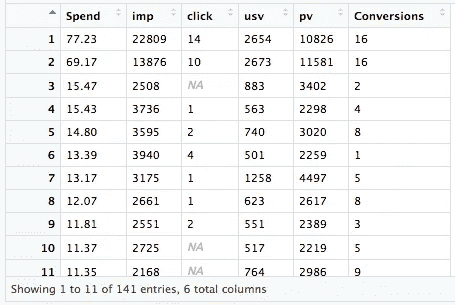 Spend imp click usv pv Conversions
1 77.23 22809 14 2654 10826 16
2 69.17 13876 10 2673 11581 16
3 15.47 2508 NA 883 3402 2
4 15.43 3736 1 563 2298 4
5 14.80 3595 2 740 3020 8
6 13.39 3940 4 501 2259 1
7 13.17 3175 1 1258 4497 5
8 12.07 2661 1 623 2617 8
9 11.81 2551 2 551 2389 3
10 11.37 2725 NA 517 2219 5
11 11.35 2168 NA 764 2986 9
Showing 1 to 11 of 141 entries, 6 total columns